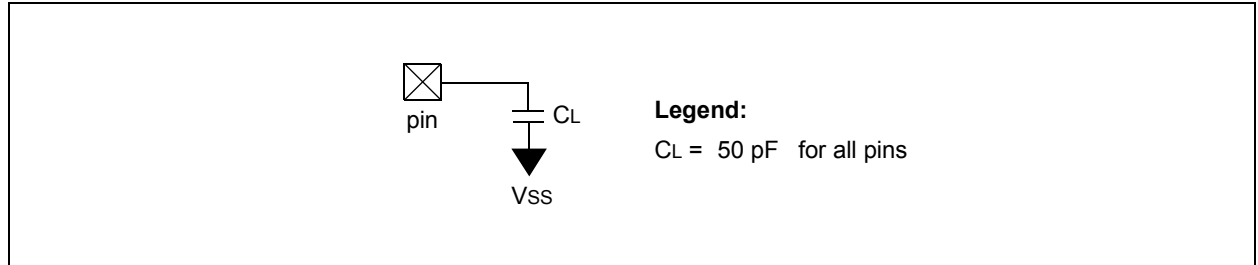 pin
CL
VSS
Legend:
CL = 50 pF for all pins